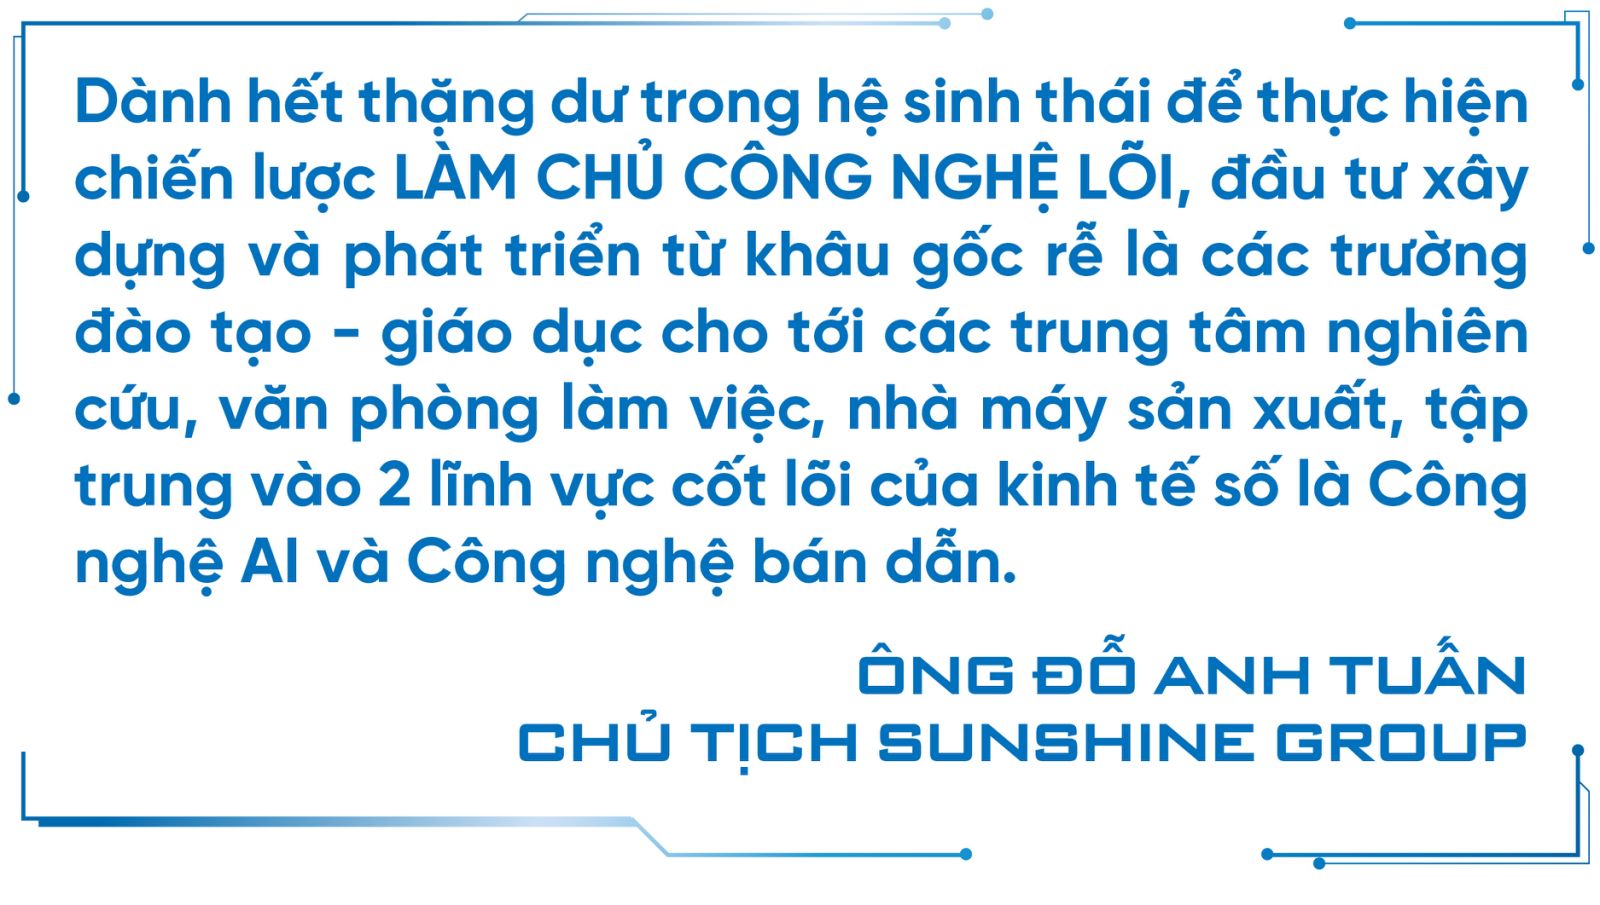 Dành hết thặng dư trong hệ sinh thái để thực hiện
chiến lược LÀM CHỦ CÔNG NGHỆ LÕI, đầu tư xây
dựng và phát triển từ khâu gốc rễ là các trường
đào tạo - giáo dục cho tới các trung tâm nghiên
cứu, văn phòng làm việc, nhà máy sản xuất, tập
trung vào 2 lĩnh vực cốt lõi của kinh tế số là Công
nghệ AI và Công nghệ bán dẫn.
ÔNG ĐỖ ANH TUẤN
CHỦ TỊCH SUNSHINE GROUP